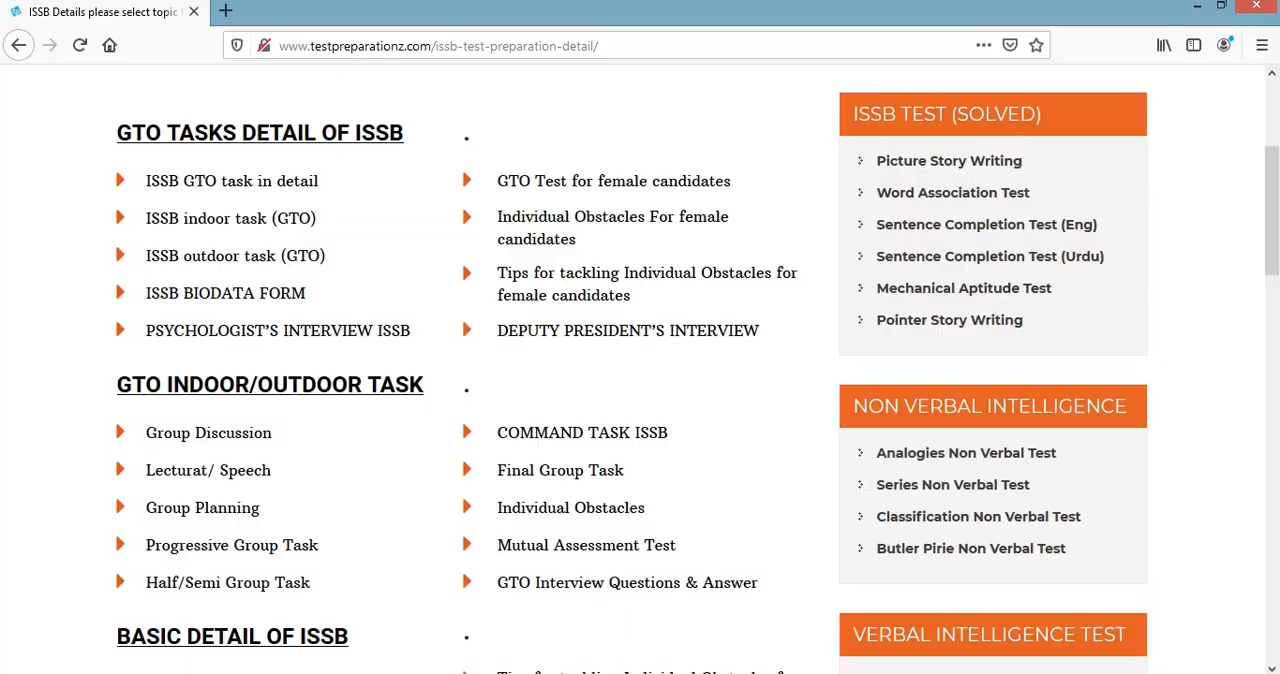 ISSB Details please select topic
www.testpreparationz.com/issb-test-preparation-detail/
GTO TASKS DETAIL OF ISSB
.
ISSB GTO task in detail
ISSB indoor task (GTO)
ISSB outdoor task (GTO)
ISSB BIODATA FORM
PSYCHOLOGIST’S INTERVIEW ISSB
GTO Test for female candidates
Individual Obstacles For female
candidates
Tips for tackling Individual Obstacles for
female candidates
DEPUTY PRESIDENT’S INTERVIEW
GTO INDOOR/OUTDOOR TASK
.
Group Discussion
Lecturat/ Speech
Group Planning
Progressive Group Task
Half/Semi Group Task
COMMAND TASK ISSB
Final Group Task
Individual Obstacles
Mutual Assessment Test
GTO Interview Questions & Answer
BASIC DETAIL OF ISSB
.
ISSB TEST (SOLVED)
Picture Story Writing
Word Association Test
Sentence Completion Test (Eng)
Sentence Completion Test (Urdu)
Mechanical Aptitude Test
Pointer Story Writing
NON VERBAL INTELLIGENCE
Analogies Non Verbal Test
Series Non Verbal Test
Classification Non Verbal Test
Butler Pirie Non Verbal Test
VERBAL INTELLIGENCE TEST